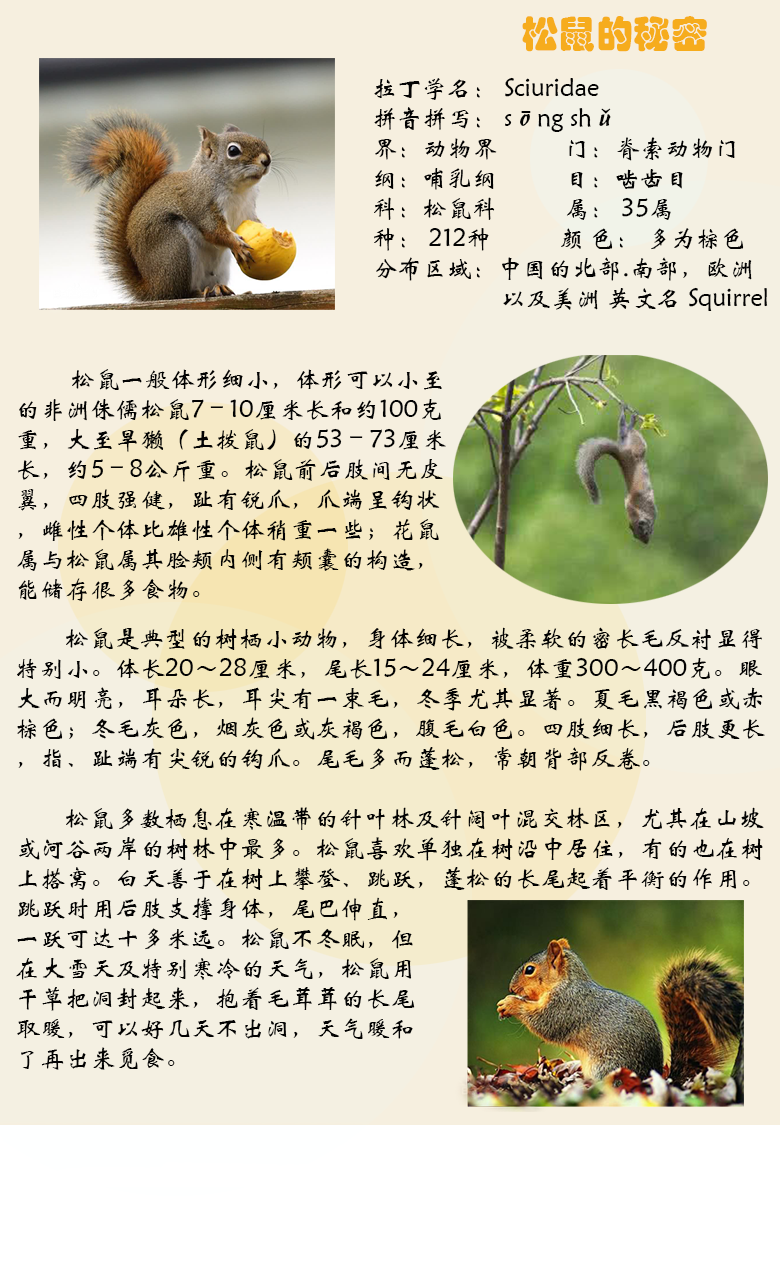 松鼠的秘密
拉丁学名： Sciuridae
拼音拼写： sōng shǔ
界：动物界 门：脊索动物门
纲：哺乳纲 目：啮齿目
科：松鼠科 属： 35属
种： 212种 颜 色： 多为棕色
分布区域：中国的北部.南部，欧洲
以及美洲 英文名 Squirrel
松鼠一般体形细小，体形可以小至
的非洲侏儒松鼠7－10厘米长和约100克
重，大至旱獭（土拨鼠）的53－73厘米
长，约5－8公斤重。松鼠前后肢间无皮
翼，四肢强健，趾有锐爪，爪端呈钩状
，雌性个体比雄性个体稍重一些；花鼠
属与松鼠属其脸颊内侧有颊囊的构造，
能储存很多食物。
松鼠是典型的树栖小动物，身体细长，被柔软的密长毛反衬显得
特别小。体长20～28厘米，尾长15～24厘米，体重300～400克。眼
大而明亮，耳朵长，耳尖有一束毛，冬季尤其显著。夏毛黑褐色或赤
棕色；冬毛灰色，烟灰色或灰褐色，腹毛白色。四肢细长，后肢更长
，指、趾端有尖锐的钩爪。尾毛多而蓬松，常朝背部反卷。
松鼠多数栖息在寒温带的针叶林及针阔叶混交林区，尤其在山坡
或河谷两岸的树林中最多。松鼠喜欢单独在树沿中居住，有的也在树
上搭窝。白天善于在树上攀登、跳跃，蓬松的长尾起着平衡的作用。
跳跃时用后肢支撑身体，尾巴伸直，
一跃可达十多米远。松鼠不冬眠，但
在大雪天及特别寒冷的天气，松鼠用
干草把洞封起来，抱着毛茸茸的长尾
取暖，可以好几天不出洞，天气暖和
了再出来觅食。